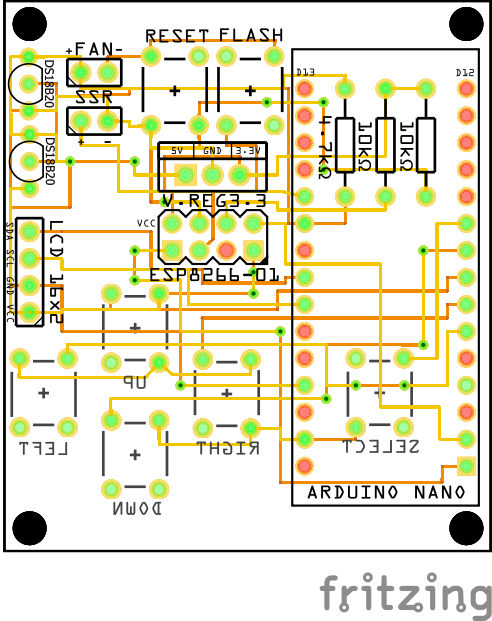 RESET FLASH
+FAN-
DS18B20
SSR
+ -
DS18B20
5V GND 3.3V
V.REG3.3
VCC
ESP8266-01
D13
D12
4.7KΩ
10KΩ
10KΩ
SDA SCL GND VCC
LCD 16x2
UP
LEFT
RIGHT
SELECT
DOWN
ARDUINO NANO
fritzing